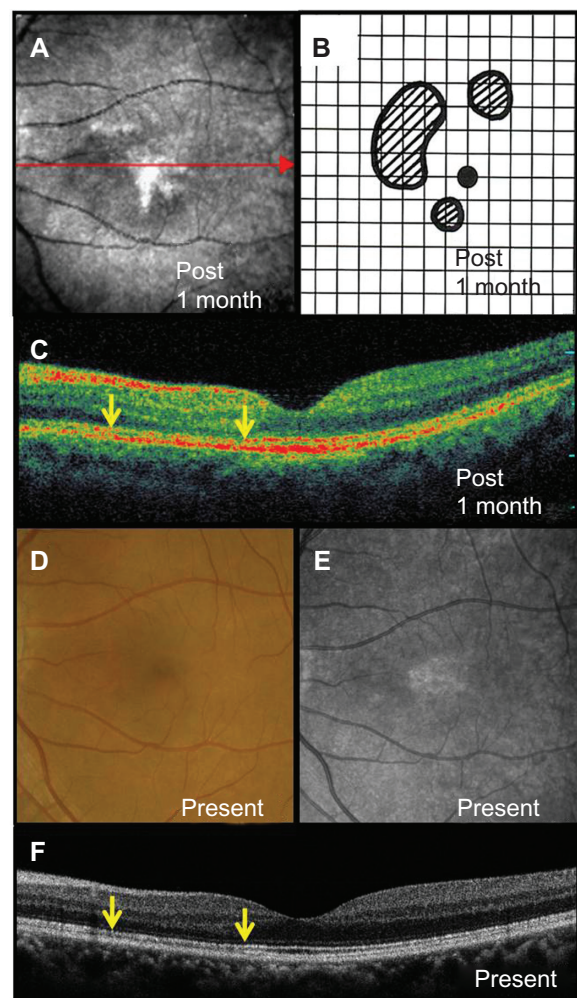 A
Post
1 month
B
Post
1 month
C
Post
1 month
D
Present
E
Present
F
Present